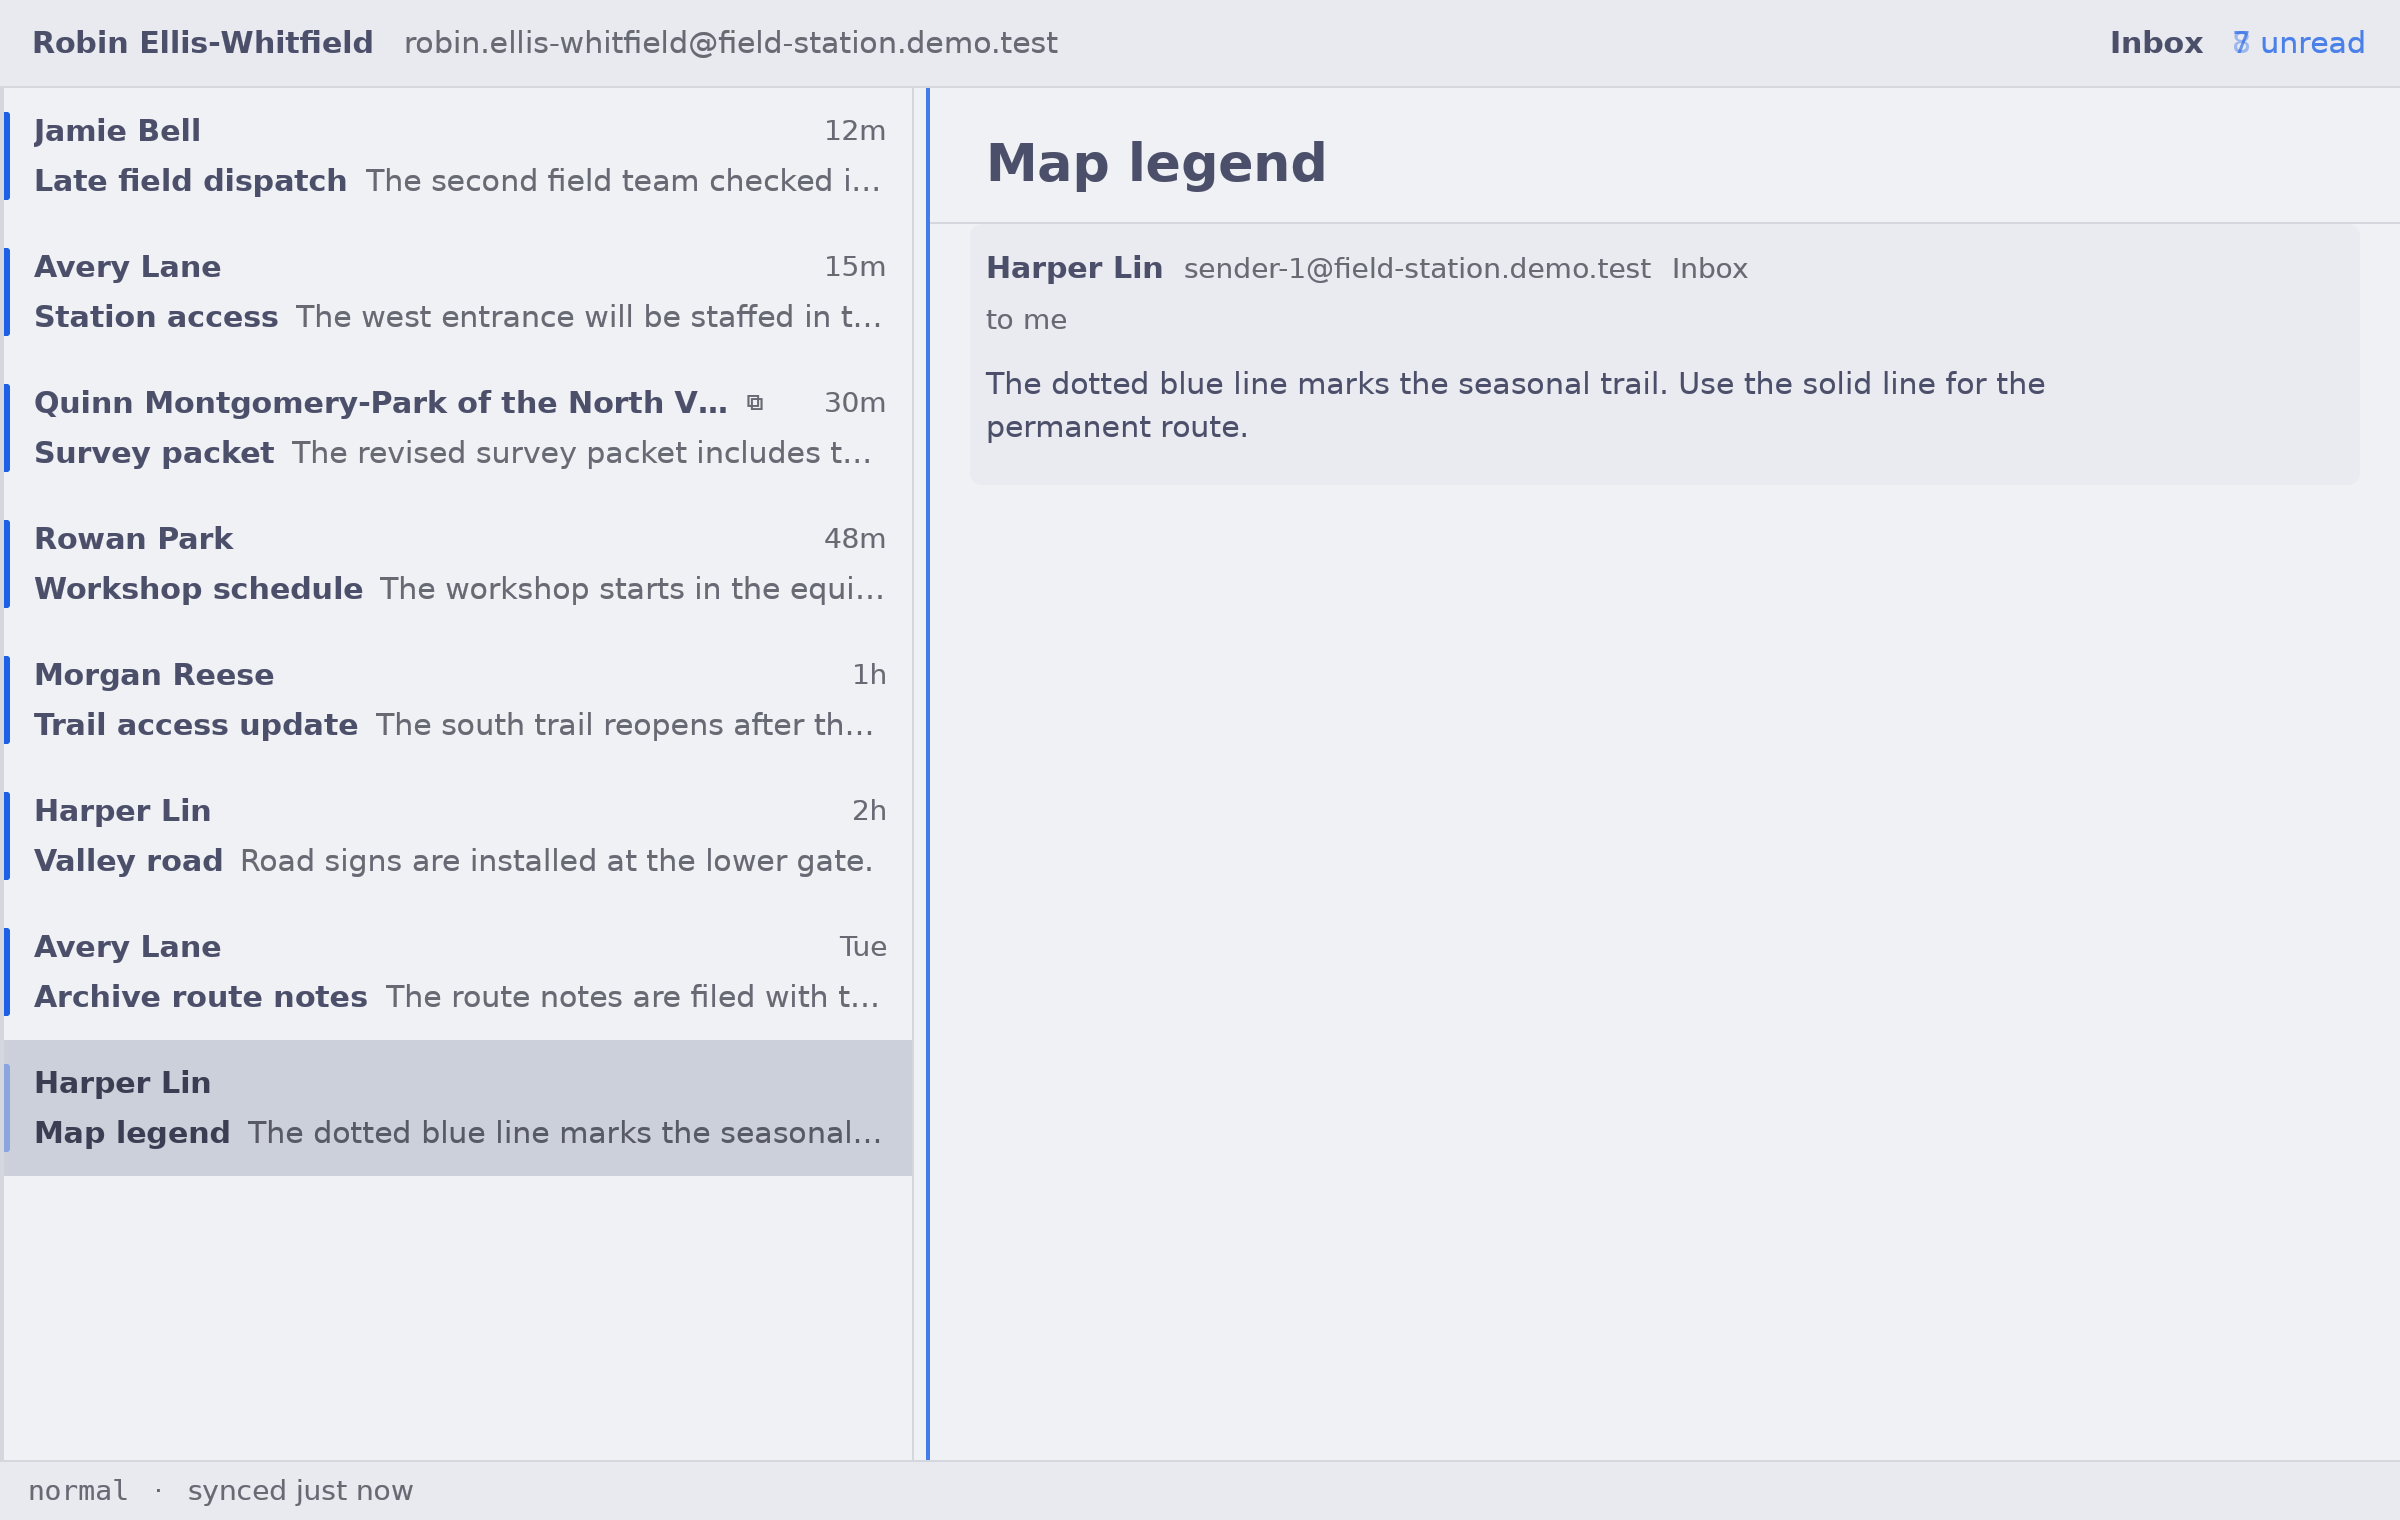 Robin Ellis-Whitfield robin.ellis-whitfield@field-station.demo.test Inbox unread
Jamie Bell 12m
Late field dispatch The second field team checked i…
Avery Lane 15m
Station access The west entrance will be staffed in t…
Quinn Montgomery-Park of the North V… 30m
Survey packet The revised survey packet includes t…
Rowan Park 48m
Workshop schedule The workshop starts in the equi…
Morgan Reese 1h
Trail access update The south trail reopens after th…
Harper Lin 2h
Valley road Road signs are installed at the lower gate.
Avery Lane Tue
Archive route notes The route notes are filed with t…
Harper Lin
Map legend The dotted blue line marks the seasonal…
Map legend
Harper Lin sender-1@field-station.demo.test Inbox
to me
The dotted blue line marks the seasonal trail. Use the solid line for the
permanent route.
normal · synced just now